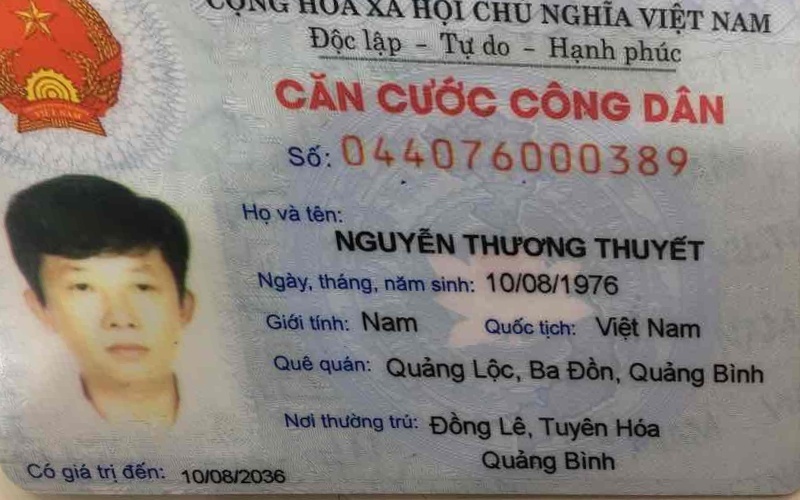 CỘNG HÒA XÃ HỘI CHỦ NGHĨA VIỆT NAM
Độc lập - Tự do - Hạnh phúc
CĂN CƯỚC CÔNG DÂN
Số: 044076000389
Họ và tên:
NGUYỄN THƯƠNG THUYẾT
Ngày, tháng, năm sinh: 10/08/1976
Giới tính: Nam Quốc tịch: Việt Nam
Quê quán: Quảng Lộc, Ba Đồn, Quảng Bình
Nơi thường trú: Đồng Lê, Tuyên Hóa
Quảng Bình
Có giá trị đến: 10/08/2036
VIỆT NAM